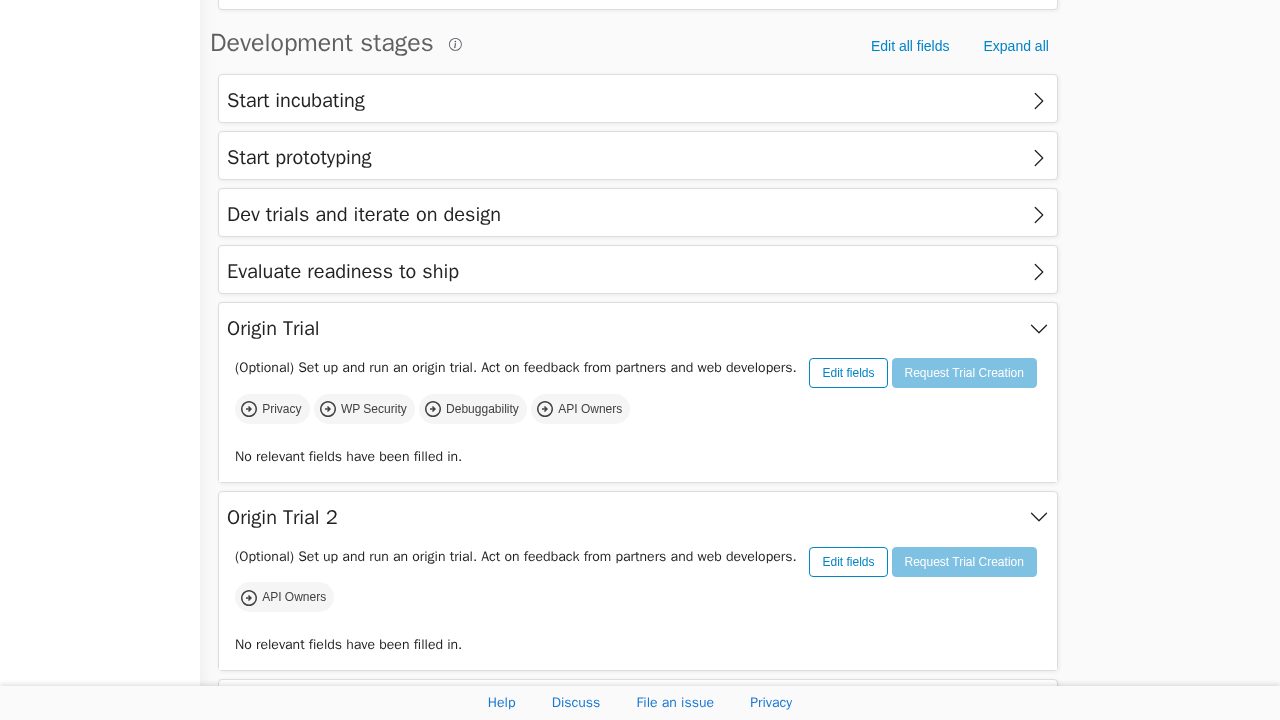 Development stages
Edit all fields
Expand all
Start incubating
Start prototyping
Dev trials and iterate on design
Evaluate readiness to ship
Origin Trial
(Optional) Set up and run an origin trial. Act on feedback from partners and web developers.
Edit fields
Request Trial Creation
Privacy
WP Security
Debuggability
API Owners
No relevant fields have been filled in.
Origin Trial 2
(Optional) Set up and run an origin trial. Act on feedback from partners and web developers.
Edit fields
Request Trial Creation
API Owners
No relevant fields have been filled in.
Help
Discuss
File an issue
Privacy